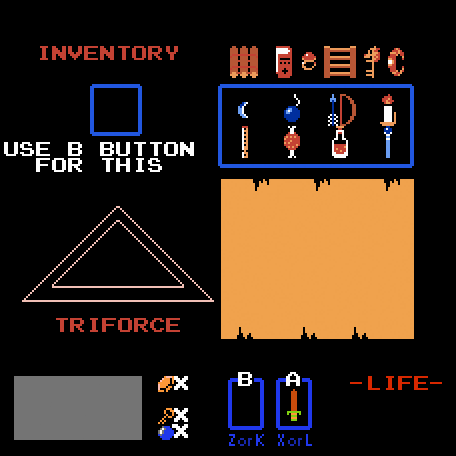 INVENTORY
USE B BUTTON
FOR THIS
TRIFORCE
X
X
X
B
A
-LIFE-
ZorK
XorL